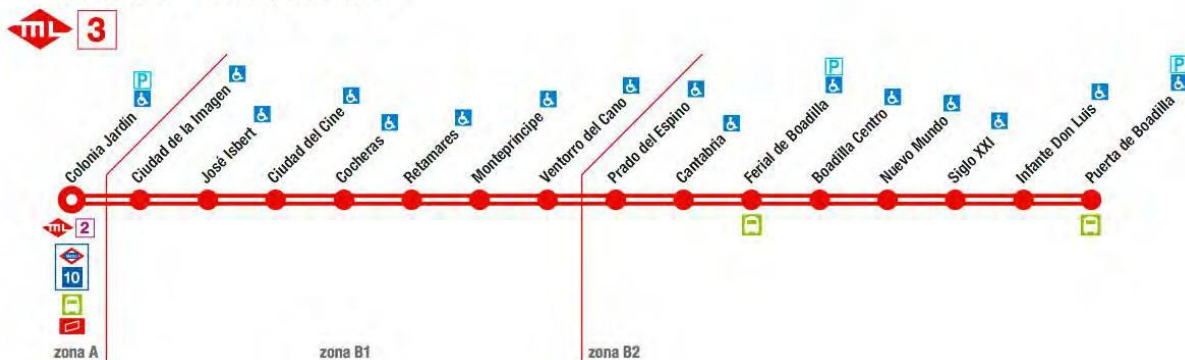 ML 3
P
Colonia Jardín
Ciudad de la Imagen
José Isbert
Ciudad del Cine
Cocheras
Retamares
Montepríncipe
Ventorro del Cano
Prado del Espino
Cantabria
P
Ferial de Boadilla
Boadilla Centro
Nuevo Mundo
Siglo XXI
Infante Don Luis
P
Puerta de Boadilla
ML 2
10
zona A
zona B1
zona B2